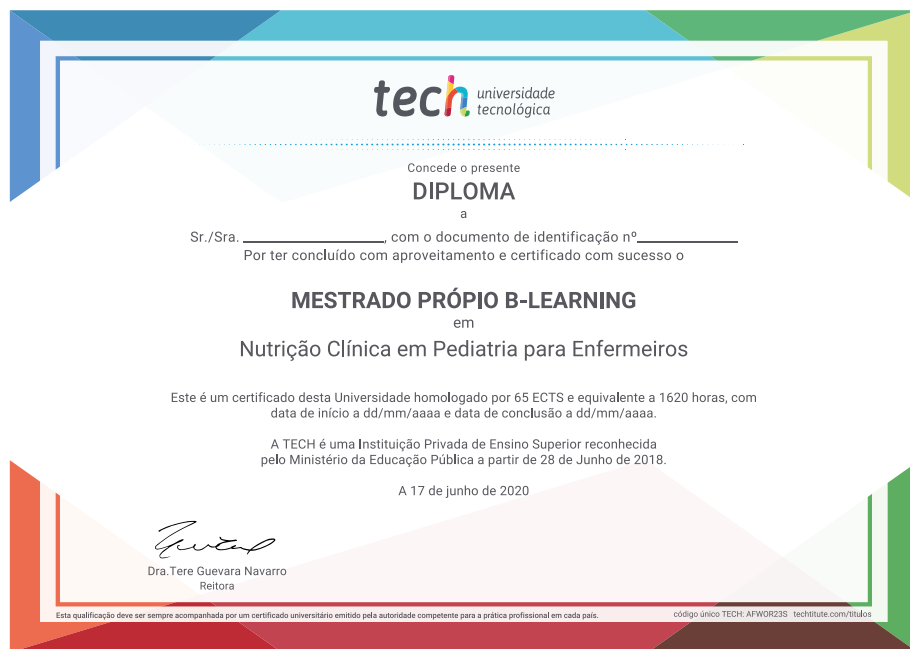 tech universidade
tecnológica
Concede o presente
DIPLOMA
a
Sr./Sra. ____________________, com o documento de identificação nº______________
Por ter concluído com aproveitamento e certificado com sucesso o
MESTRADO PRÓPIO B-LEARNING
em
Nutrição Clínica em Pediatria para Enfermeiros
Este é um certificado desta Universidade homologado por 65 ECTS e equivalente a 1620 horas, com
data de início a dd/mm/aaaa e data de conclusão a dd/mm/aaaa.
A TECH é uma Instituição Privada de Ensino Superior reconhecida
pelo Ministério da Educação Pública a partir de 28 de Junho de 2018.
A 17 de junho de 2020
Dra.Tere Guevara Navarro
Reitora
Esta qualificação deve ser sempre acompanhada por um certificado universitário emitido pela autoridade competente para a prática profissional em cada país.
código único TECH: AFWOR23S techtitute.com/titulos